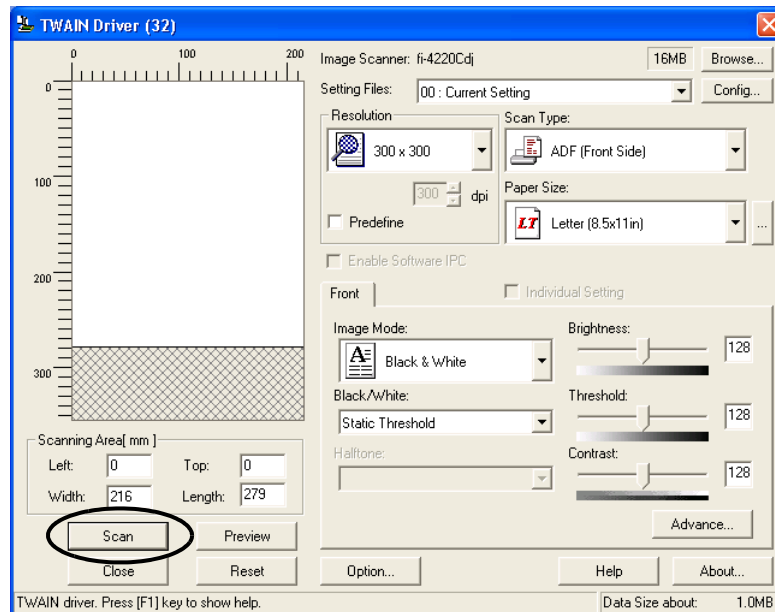 TWAIN Driver (32)
0 100 200
0
100
200
300
Image Scanner: fi-4220Cdj 16MB Browse...
Setting Files: 00 : Current Setting Config...
Resolution
300 x 300
300 dpi
Predefine
Scan Type:
ADF (Front Side)
Paper Size:
LT Letter (8.5x11in) ...
Enable Software IPC
Front
Individual Setting
Image Mode:
A Black & White
Black/White:
Static Threshold
Halftone:
Brightness:
128
Threshold:
128
Contrast:
128
Advance...
Scanning Area[ mm ]
Left: 0 Top: 0
Width: 216 Length: 279
Scan Preview
Close Reset
Option... Help About...
TWAIN driver. Press [F1] key to show help. Data Size about: 1.0MB